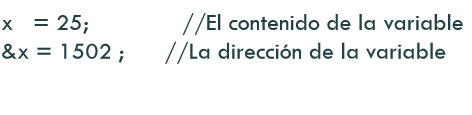 x = 25; //El contenido de la variable
&x = 1502 ; //La dirección de la variable